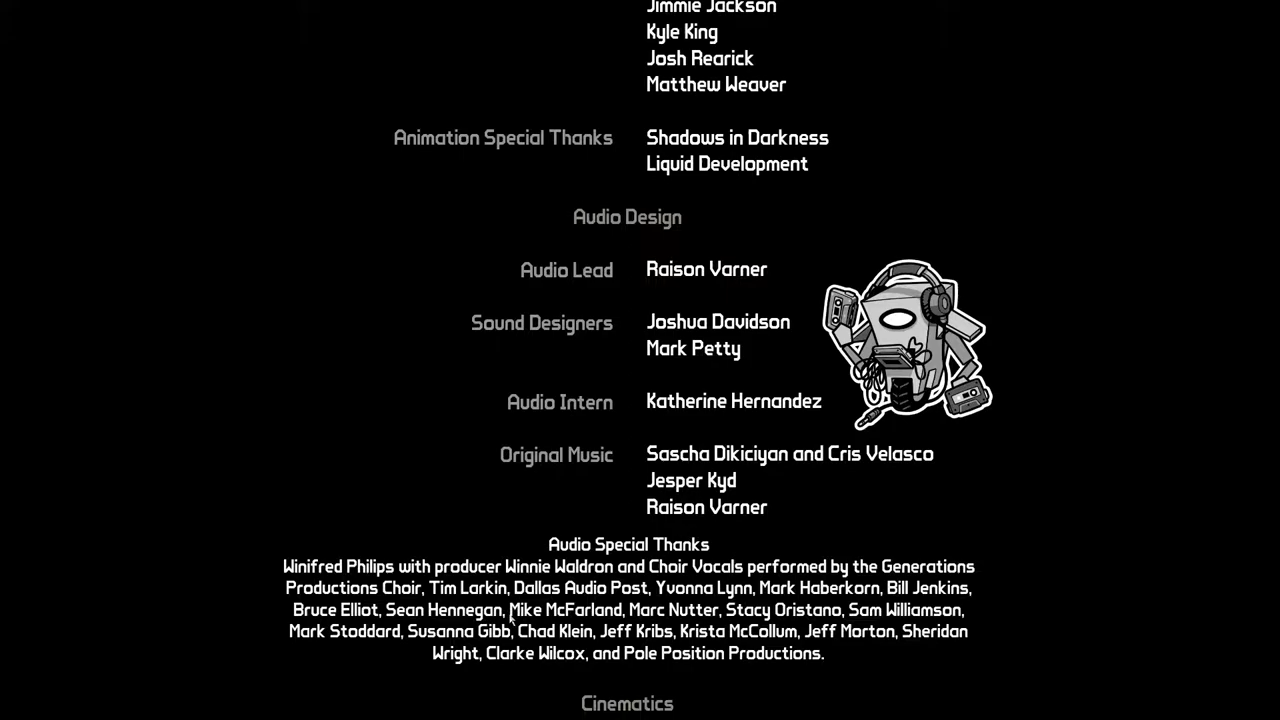 Jimmie Jackson
Kyle King
Josh Rearick
Matthew Weaver
Animation Special Thanks Shadows in Darkness
Liquid Development
Audio Design
Audio Lead Raison Varner
Sound Designers Joshua Davidson
Mark Petty
Audio Intern Katherine Hernandez
Original Music Sascha Dikiciyan and Cris Velasco
Jesper Kyd
Raison Varner
Audio Special Thanks
Winifred Philips with producer Winnie Waldron and Choir Vocals performed by the Generations
Productions Choir, Tim Larkin, Dallas Audio Post, Yvonna Lynn, Mark Haberkorn, Bill Jenkins,
Bruce Elliot, Sean Hennegan, Mike McFarland, Marc Nutter, Stacy Oristano, Sam Williamson,
Mark Stoddard, Susanna Gibb, Chad Klein, Jeff Kribs, Krista McCollum, Jeff Morton, Sheridan
Wright, Clarke Wilcox, and Pole Position Productions.
Cinematics